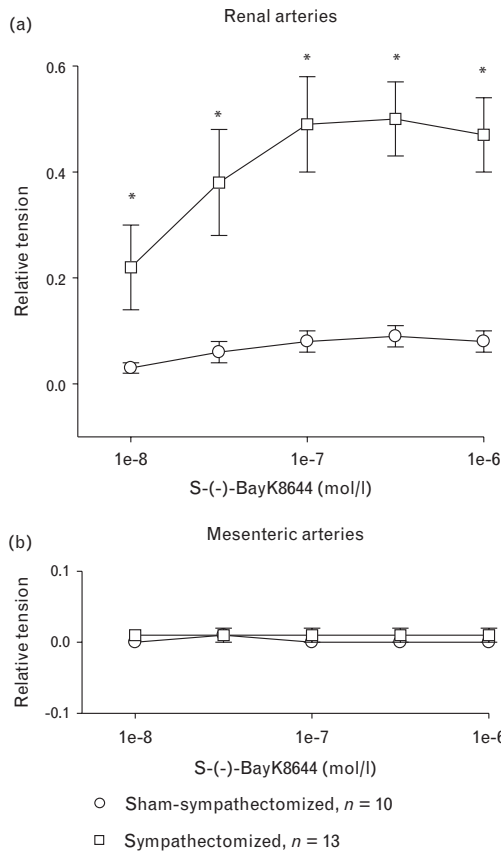 (a)
Renal arteries
* * * * *
0.6
0.4
0.2
0.0
Relative tension
1e-8 1e-7 1e-6
S-(-)-BayK8644 (mol/l)
(b)
Mesenteric arteries
0.1
0.0
-0.1
Relative tension
1e-8 1e-7 1e-6
S-(-)-BayK8644 (mol/l)
Sham-sympathectomized, n = 10
Sympathectomized, n = 13